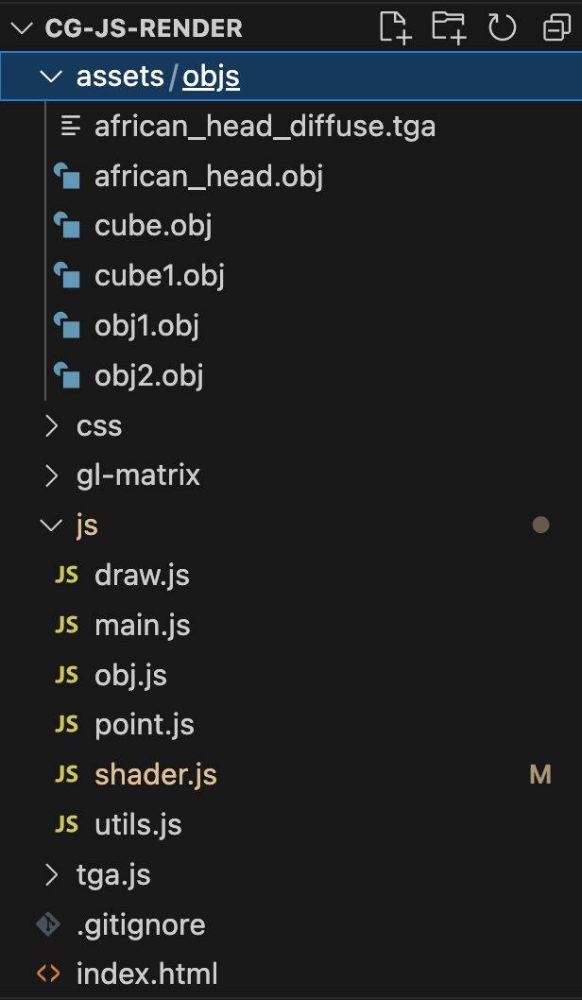 CG-JS-RENDER
assets/objs
african_head_diffuse.tga
african_head.obj
cube.obj
cube1.obj
obj1.obj
obj2.obj
css
gl-matrix
js
JS draw.js
JS main.js
JS obj.js
JS point.js
JS shader.js M
JS utils.js
tga.js
.gitignore
index.html